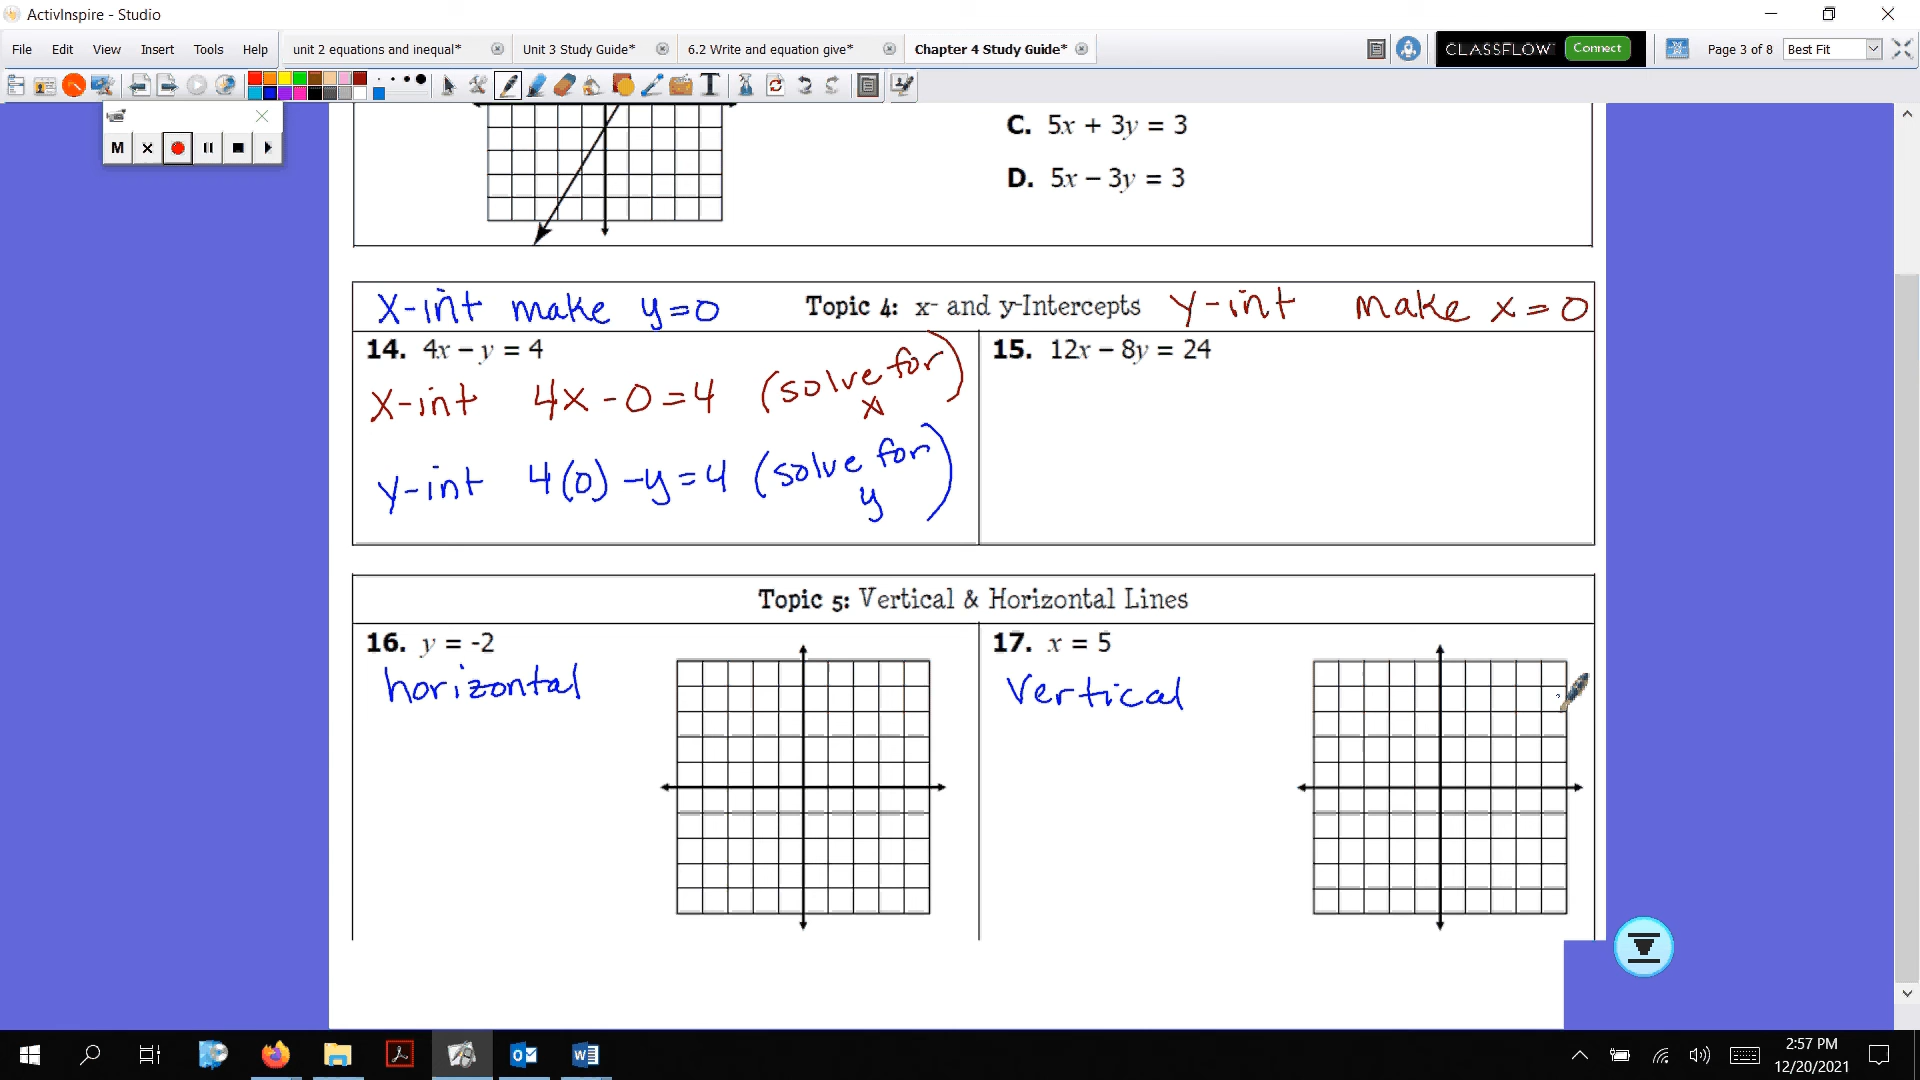 ActivInspire - Studio
File Edit View Insert Tools Help unit 2 equations and inequal* Unit 3 Study Guide* 6.2 Write and equation give* Chapter 4 Study Guide* CLASSFLOW Connect Page 3 of 8 Best Fit
T
M
C. 5x + 3y = 3
D. 5x − 3y = 3
x-int make y=0 Topic 4: x- and y-Intercepts y-int make x=0
14. 4x − y = 4
x-int 4x-0=4 (solve for x)
y-int 4(0)-y=4 (solve for y)
15. 12x − 8y = 24
Topic 5: Vertical & Horizontal Lines
16. y = -2
horizontal
17. x = 5
Vertical
2:57 PM
12/20/2021